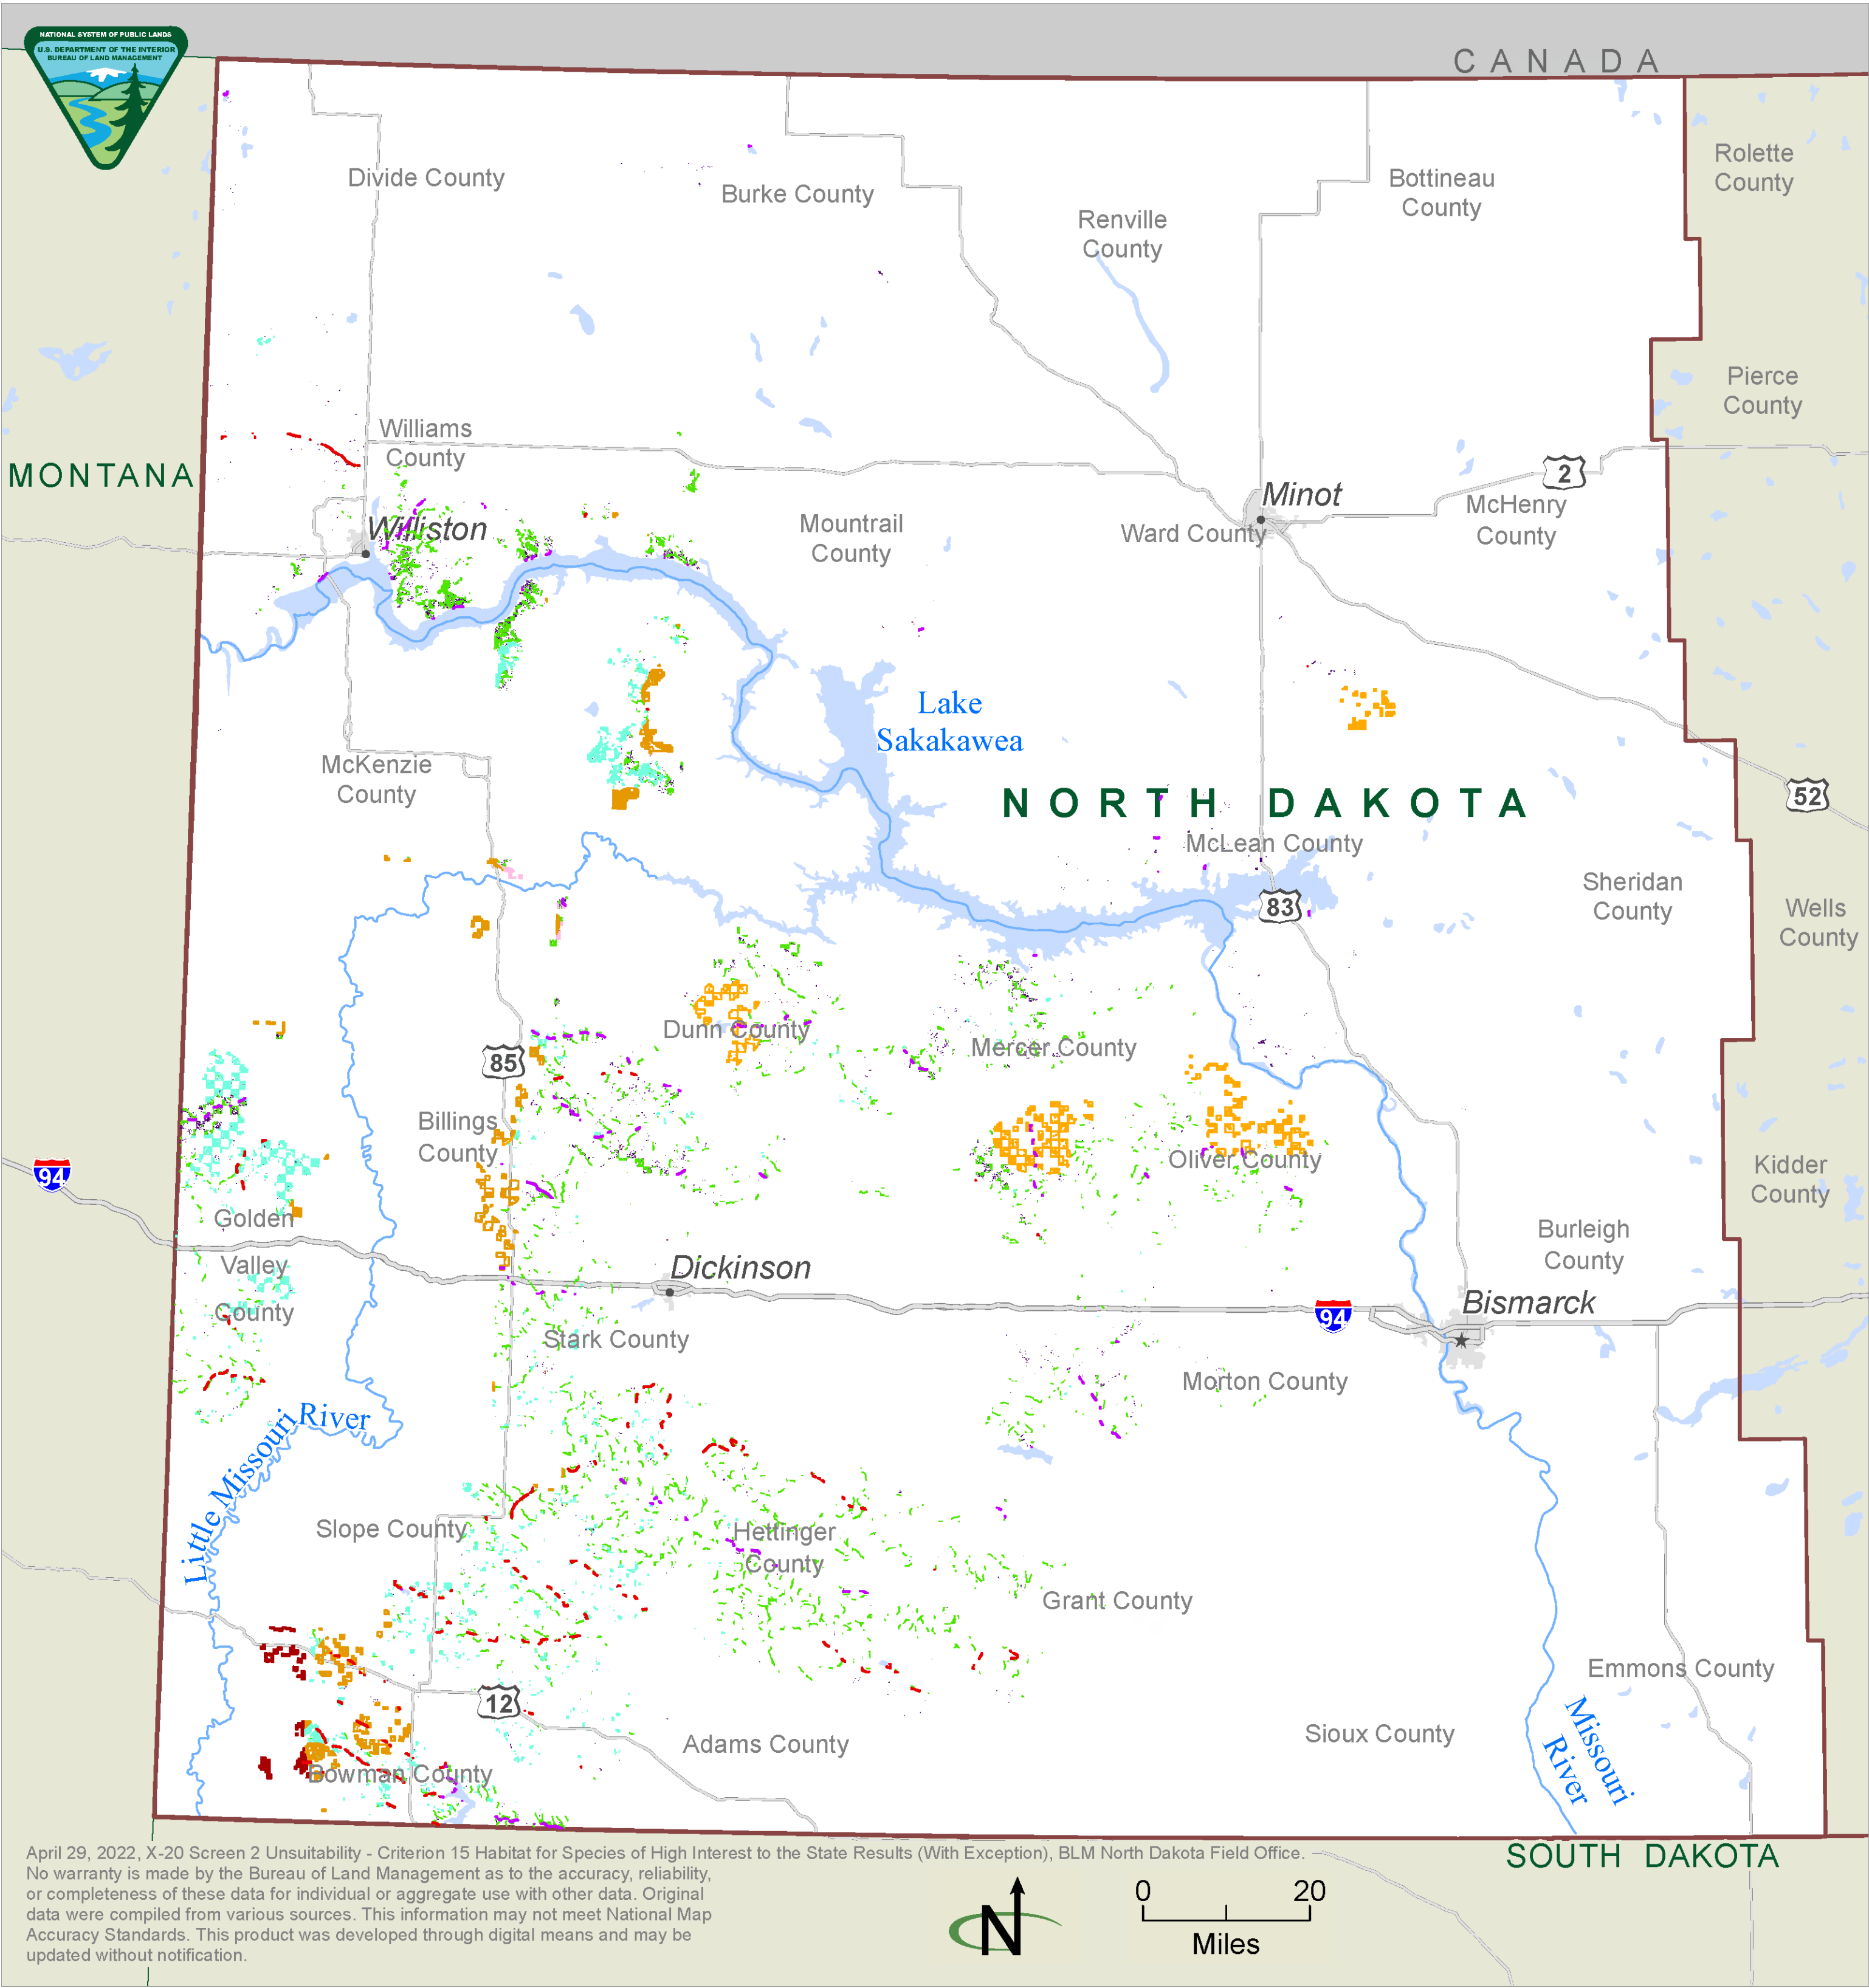 NATIONAL SYSTEM OF PUBLIC LANDS
U.S. DEPARTMENT OF THE INTERIOR
BUREAU OF LAND MANAGEMENT
CANADA
Rolette
County
Divide County
Burke County
Bottineau
County
Renville
County
Pierce
County
MONTANA
Williams
County
2
Minot
McHenry
County
Williston
Mountrail
County
Ward County
Lake
Sakakawea
McKenzie
County
NORTH DAKOTA
52
McLean County
83
Sheridan
County
Wells
County
Dunn County
Mercer County
85
Billings
County
94
Oliver County
Kidder
County
Golden
Valley
County
Burleigh
County
Dickinson
94
Bismarck
Stark County
Morton County
Little Missouri River
Slope County
Hettinger
County
Grant County
Emmons County
12
Bowman County
Adams County
Sioux County
Missouri
River
April 29, 2022, X-20 Screen 2 Unsuitability - Criterion 15 Habitat for Species of High Interest to the State Results (With Exception), BLM North Dakota Field Office.
No warranty is made by the Bureau of Land Management as to the accuracy, reliability,
or completeness of these data for individual or aggregate use with other data. Original
data were compiled from various sources. This information may not meet National Map
Accuracy Standards. This product was developed through digital means and may be
updated without notification.
SOUTH DAKOTA
N
0 20
Miles